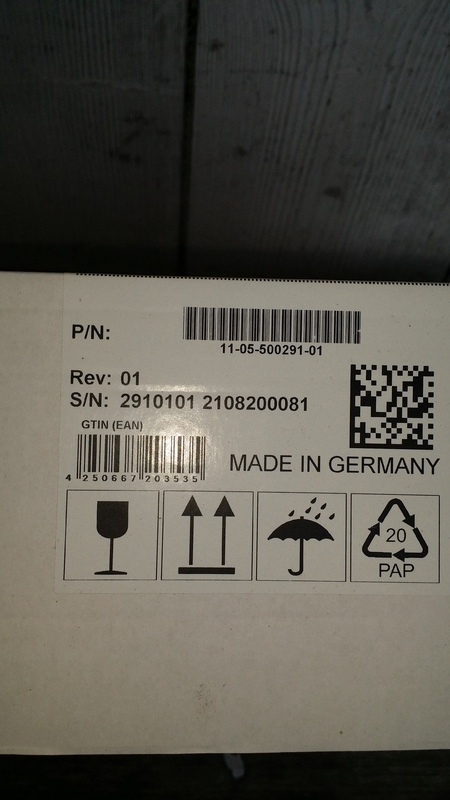 P/N:
11-05-500291-01
Rev: 01
S/N: 2910101 2108200081
GTIN (EAN)
4 250667 203535
MADE IN GERMANY
20
PAP